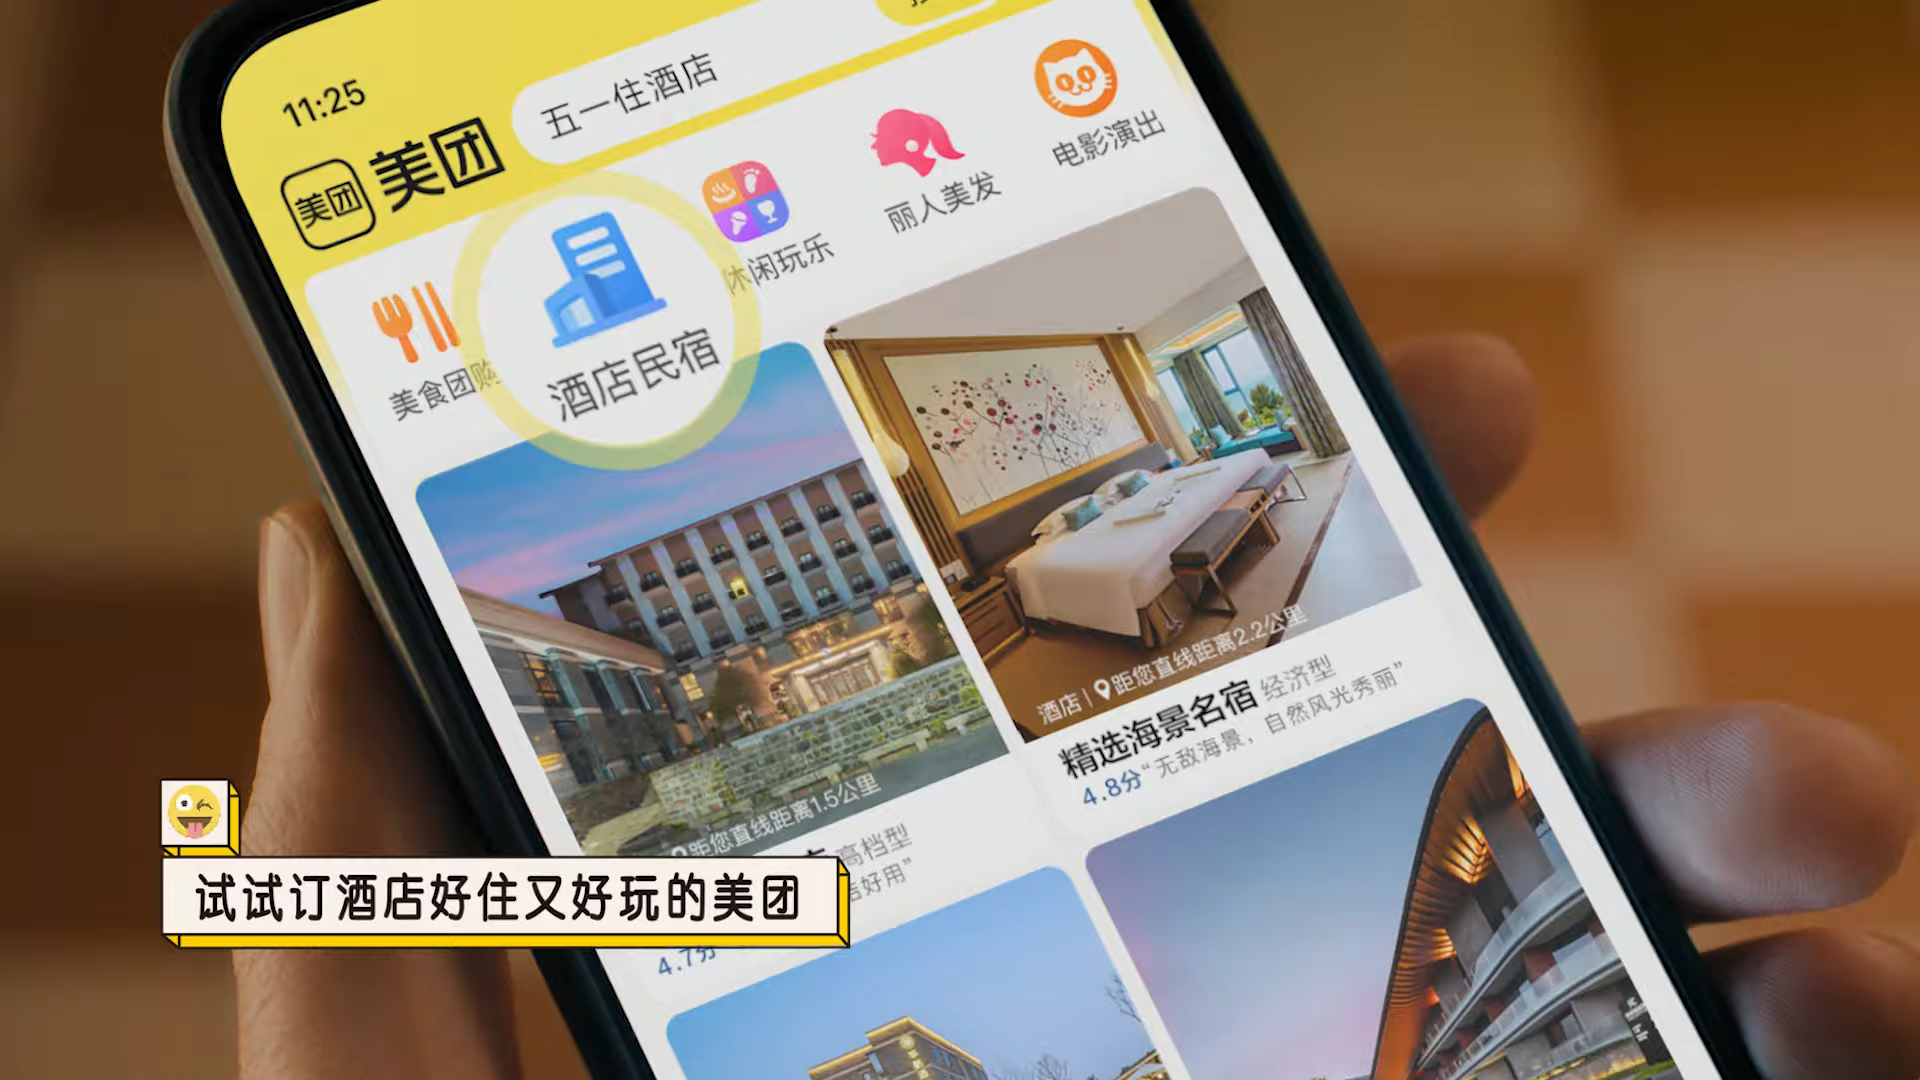 11:25
美团
美团
五一住酒店
美食团购
酒店民宿
休闲玩乐
丽人美发
电影演出
距您直线距离1.5公里
高档型
好用”
4.7分
酒店 | 距您直线距离2.2公里
精选海景名宿 经济型
4.8分 “无敌海景，自然风光秀丽”
试试订酒店好住又好玩的美团